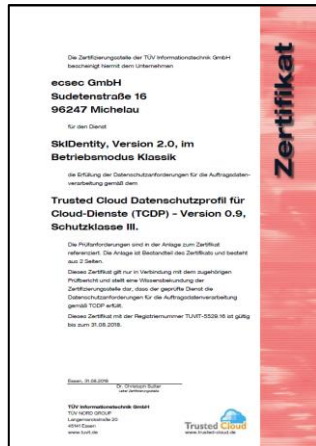 Die Zertifizierungsstelle der TÜV Informationstechnik GmbH
bescheinigt hiermit dem Unternehmen
ecsec GmbH
Sudetenstraße 16
96247 Michelau
für den Dienst
SkIDentity, Version 2.0, im
Betriebsmodus Klassik
die Erfüllung der Datenschutzanforderungen für die Auftragsdaten-
verarbeitung gemäß dem
Trusted Cloud Datenschutzprofil für
Cloud-Dienste (TCDP) – Version 0.9,
Schutzklasse III.
Die Prüfanforderungen sind in der Anlage zum Zertifikat
referenziert. Die Anlage ist Bestandteil des Zertifikats und besteht
aus 2 Seiten.
Dieses Zertifikat gilt nur in Verbindung mit dem zugehörigen
Prüfbericht und stellt eine Wissensbekundung der
Zertifizierungsstelle dar, dass der geprüfte Dienst die
Datenschutzanforderungen für die Auftragsdatenverarbeitung
gemäß TCDP erfüllt.
Dieses Zertifikat mit der Registriernummer TUVIT-5528.16 ist gültig
bis zum 31.08.2018.
Essen, 31.08.2016
Dr. Christoph Sutter
Leiter Zertifizierungsstelle
TÜV Informationstechnik GmbH
TÜV NORD GROUP
Langemarckstraße 20
45141 Essen
www.tuvit.de
Trusted Cloud
www.trusted-cloud.de
Zertifikat